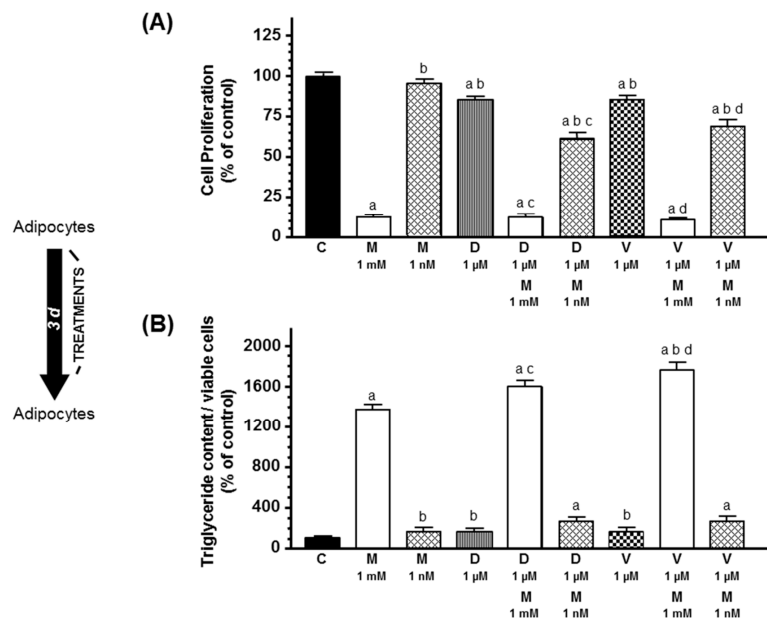 (A)
Cell Proliferation
(% of control)
125
100
75
50
25
0
a
b
a b
a c
a b c
a b
a d
a b d
C M M D D D V V V
1 mM 1 nM 1 µM 1 µM 1 µM 1 µM 1 µM 1 µM
M M M M
1 mM 1 nM 1 mM 1 nM
Adipocytes
3 d
TREATMENTS
Adipocytes
(B)
Triglyceride content / viable cells
(% of control)
2000
1600
1200
800
400
0
a
b
b
a c
a
b
a b d
a
C M M D D D V V V
1 mM 1 nM 1 µM 1 µM 1 µM 1 µM 1 µM 1 µM
M M M M
1 mM 1 nM 1 mM 1 nM